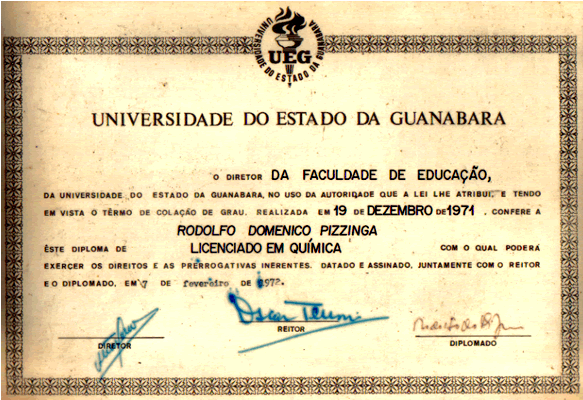 UNIVERSIDADE DO ESTADO DA GUANABARA
UEG
UNIVERSIDADE DO ESTADO DA GUANABARA
O DIRETOR DA FACULDADE DE EDUCAÇÃO,
DA UNIVERSIDADE DO ESTADO DA GUANABARA, NO USO DA AUTORIDADE QUE A LEI LHE ATRIBUI, E TENDO
EM VISTA O TÊRMO DE COLAÇÃO DE GRAU, REALIZADA EM 19 DE DEZEMBRO DE 1971 , CONFERE A
RODOLFO DOMENICO PIZZINGA
ÊSTE DIPLOMA DE LICENCIADO EM QUÍMICA COM O QUAL PODERÁ
EXERCER OS DIREITOS E AS PRERROGATIVAS INERENTES. DATADO E ASSINADO, JUNTAMENTE COM O REITOR
E O DIPLOMADO, EM 7 DE fevereiro DE 1972.
DIRETOR
REITOR
DIPLOMADO